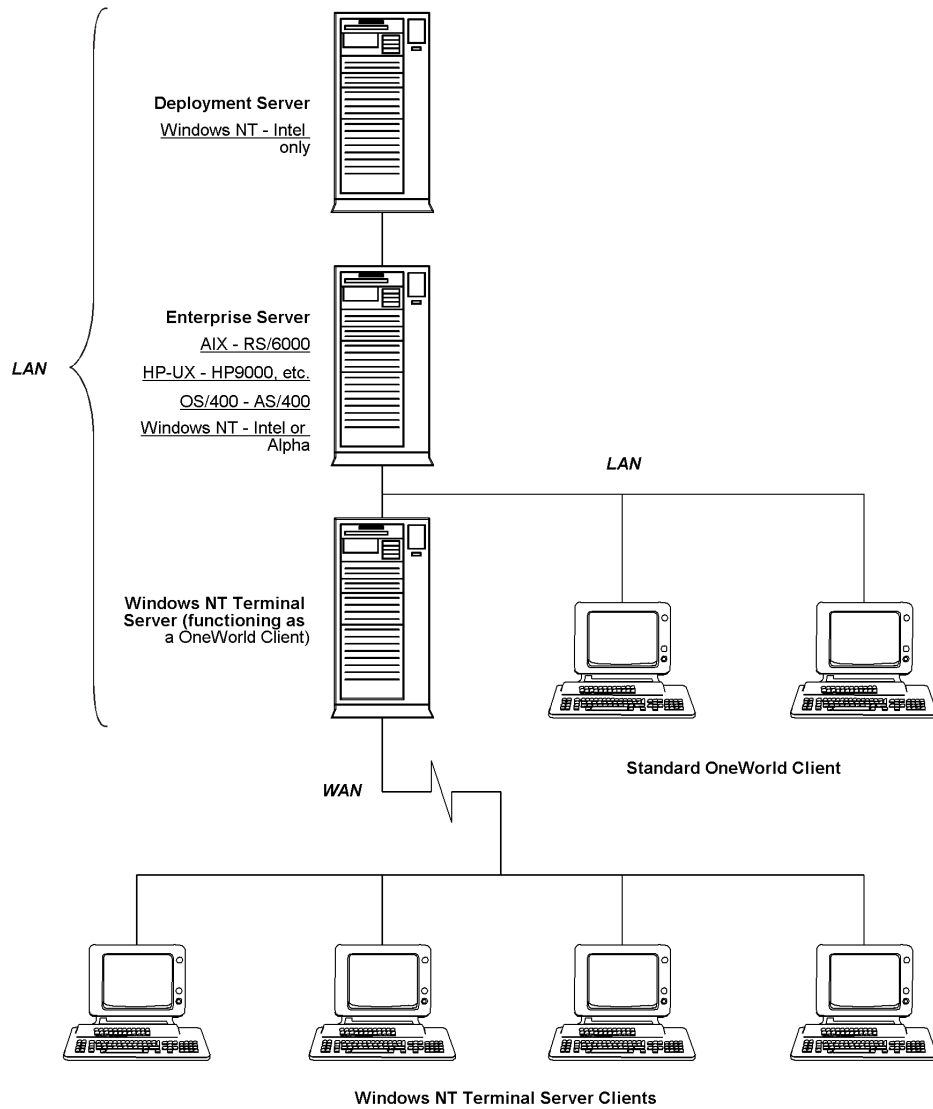 Deployment Server
Windows NT - Intel
only
Enterprise Server
AIX - RS/6000
HP-UX - HP9000, etc.
OS/400 - AS/400
Windows NT - Intel or
Alpha
LAN
LAN
Windows NT Terminal
Server (functioning as
a OneWorld Client)
Standard OneWorld Client
WAN
Windows NT Terminal Server Clients